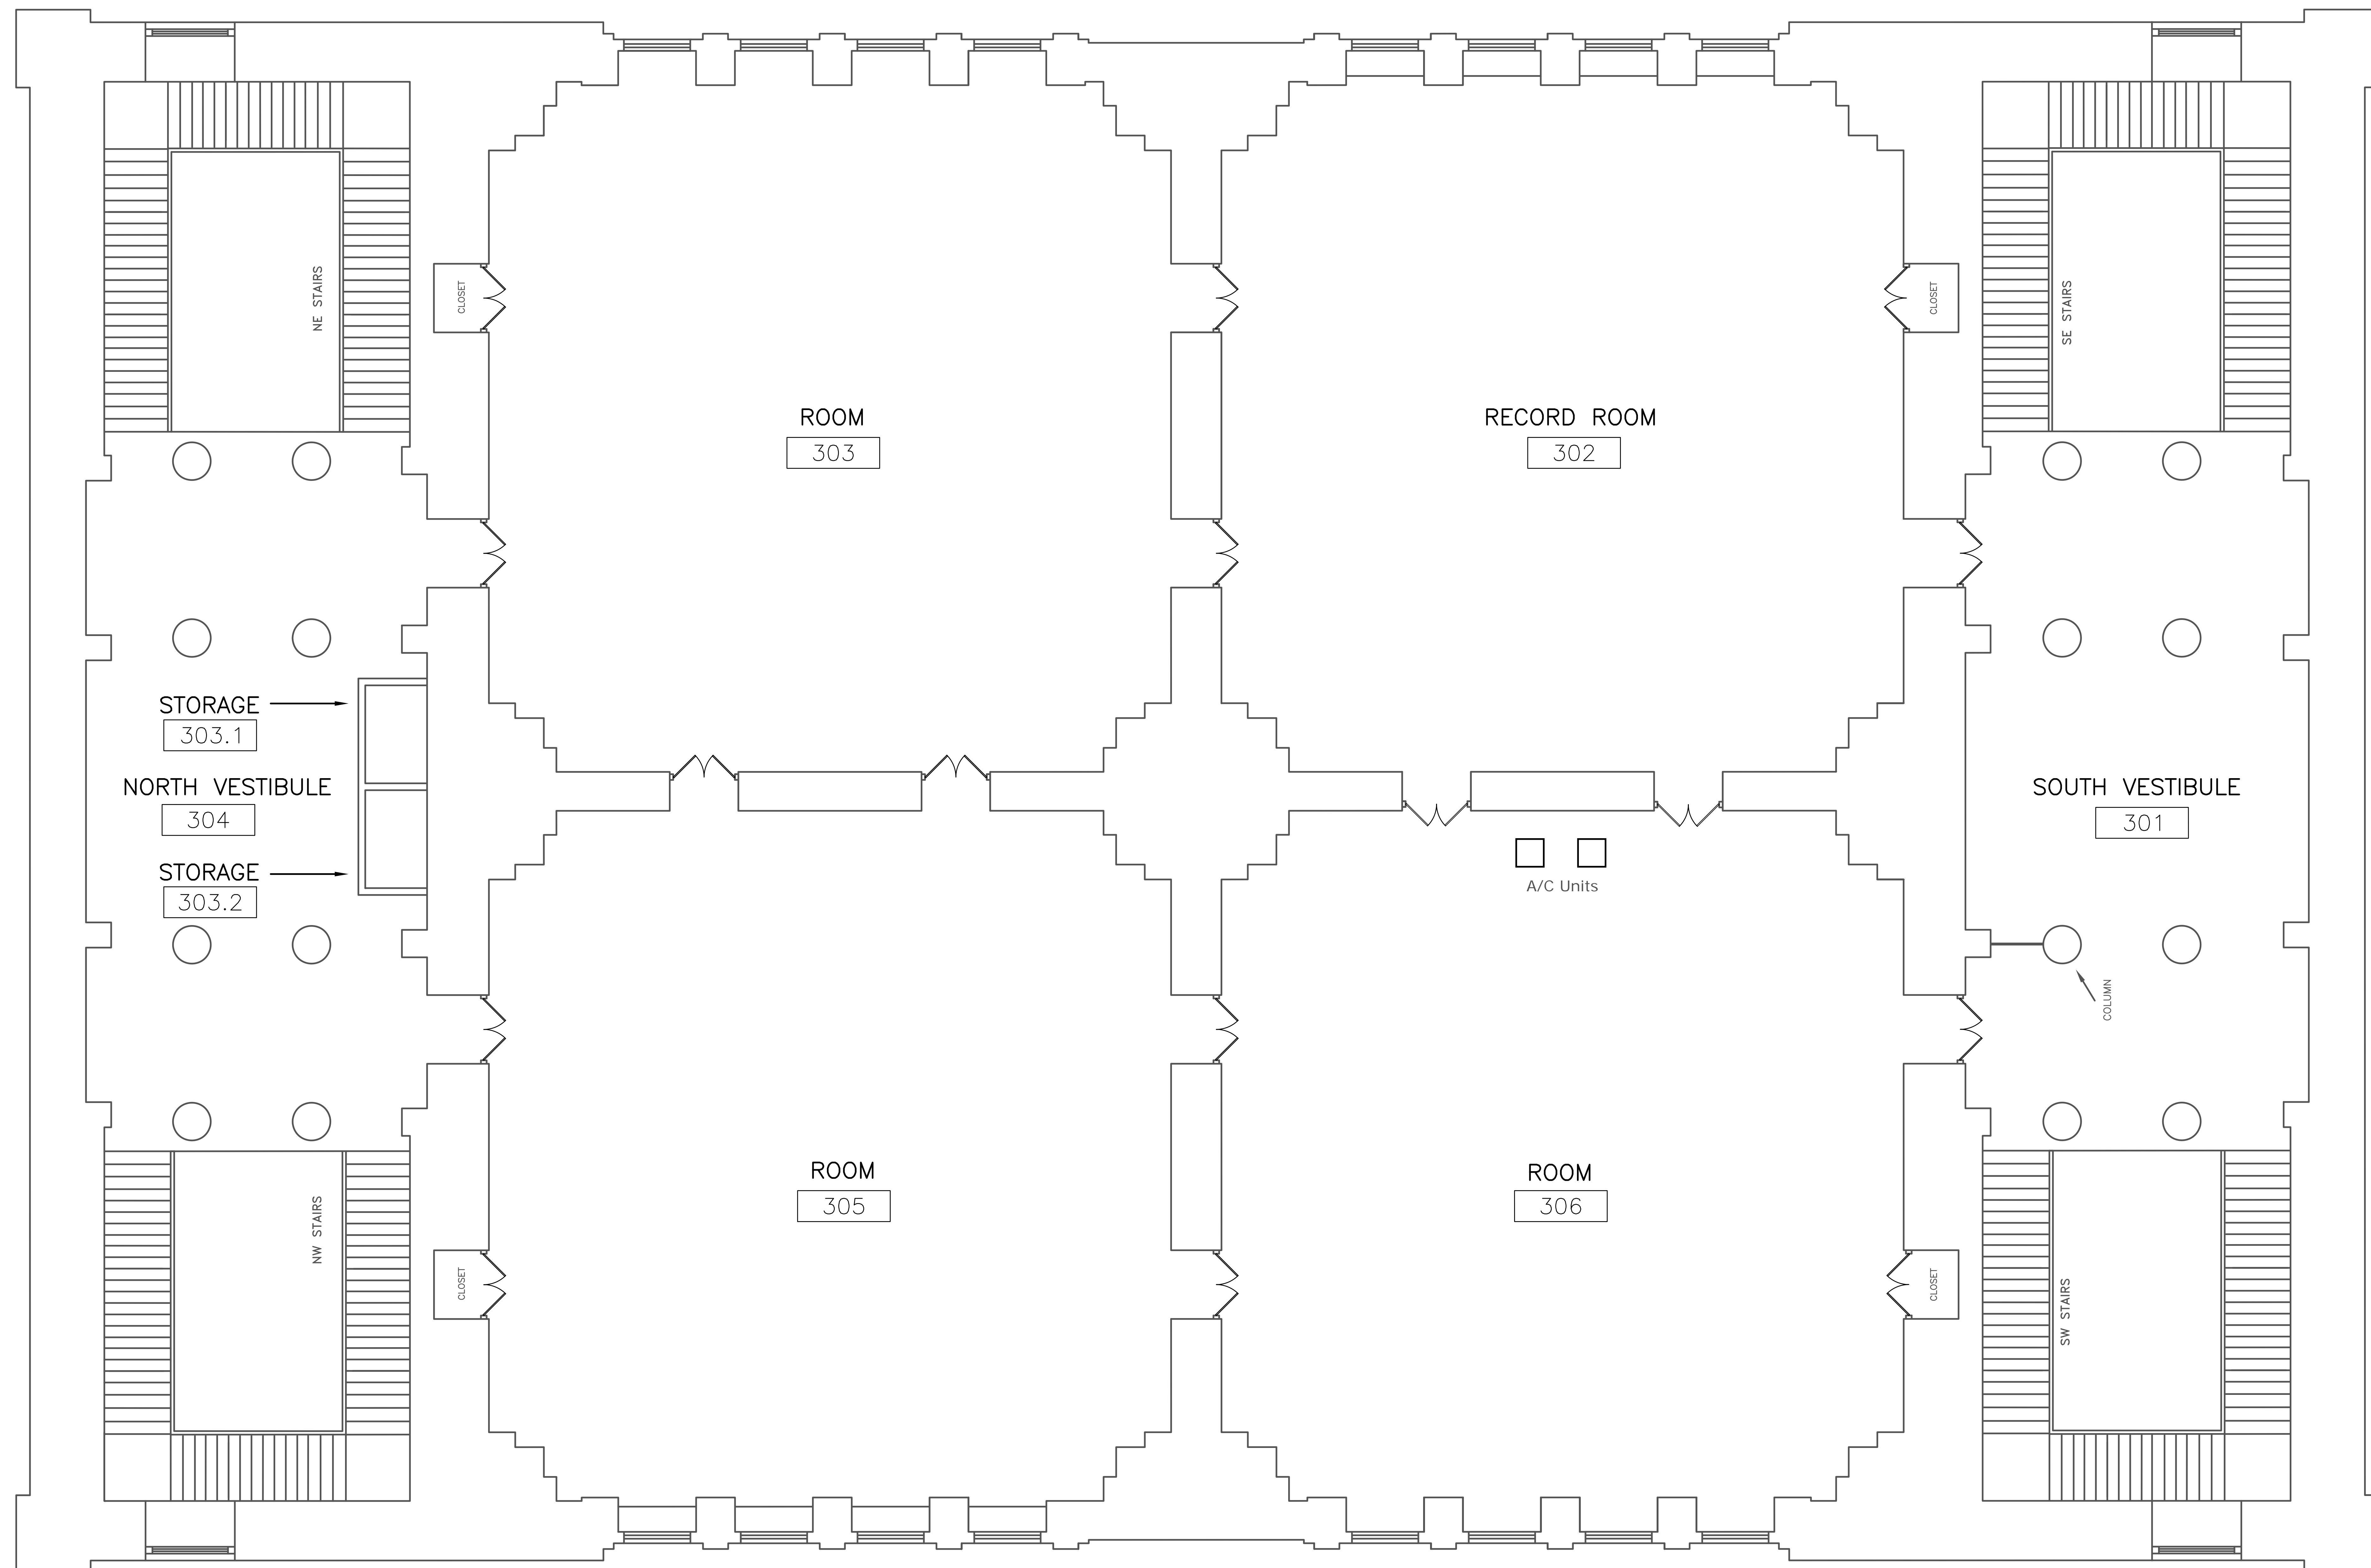 NE STAIRS
CLOSET
CLOSET
SE STAIRS
ROOM
303
RECORD ROOM
302
STORAGE
303.1
NORTH VESTIBULE
304
STORAGE
303.2
SOUTH VESTIBULE
301
A/C Units
COLUMN
ROOM
305
ROOM
306
NW STAIRS
CLOSET
CLOSET
SW STAIRS